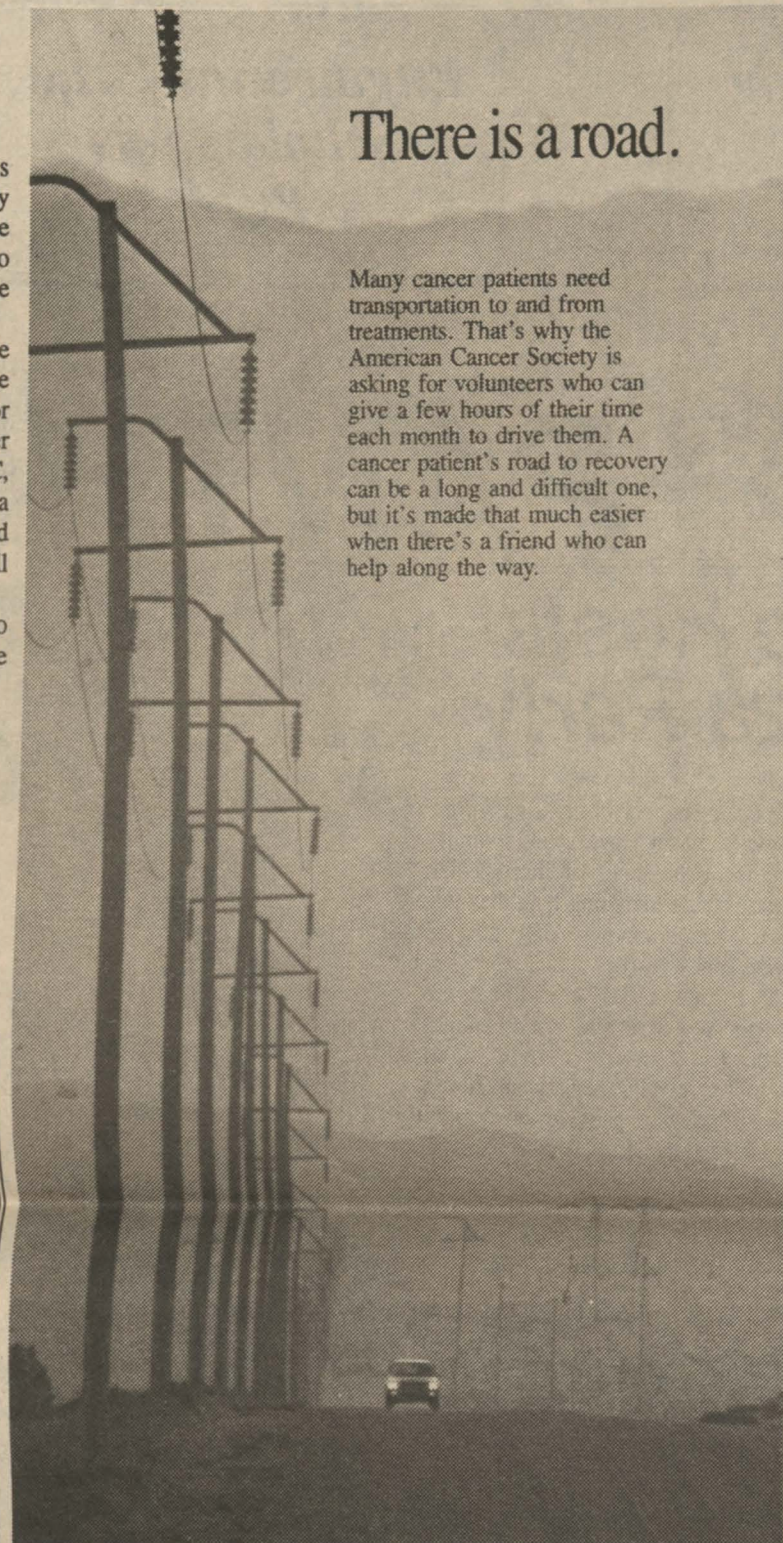 There is a road.
Many cancer patients need
transportation to and from
treatments. That's why the
American Cancer Society is
asking for volunteers who can
give a few hours of their time
each month to drive them. A
cancer patient's road to recovery
can be a long and difficult one,
but it's made that much easier
when there's a friend who can
help along the way.